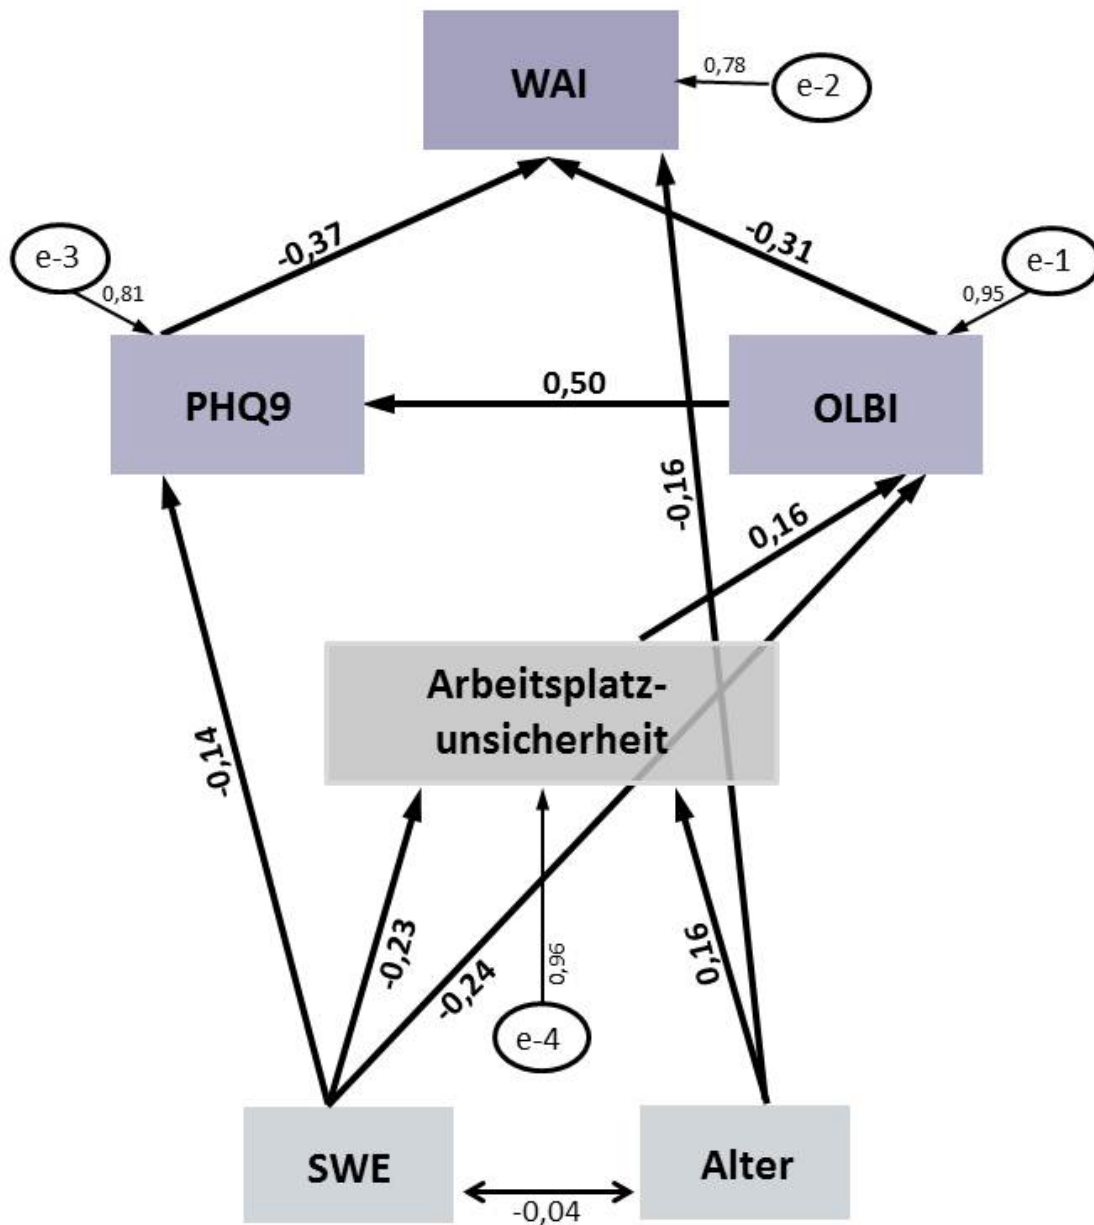 WAI
0,78
e-2
-0,37
-0,31
e-3
0,81
e-1
0,95
PHQ9
0,50
OLBI
-0,16
0,16
Arbeitsplatz-
unsicherheit
-0,14
-0,23
-0,24
0,96
0,16
e-4
SWE
Alter
-0,04